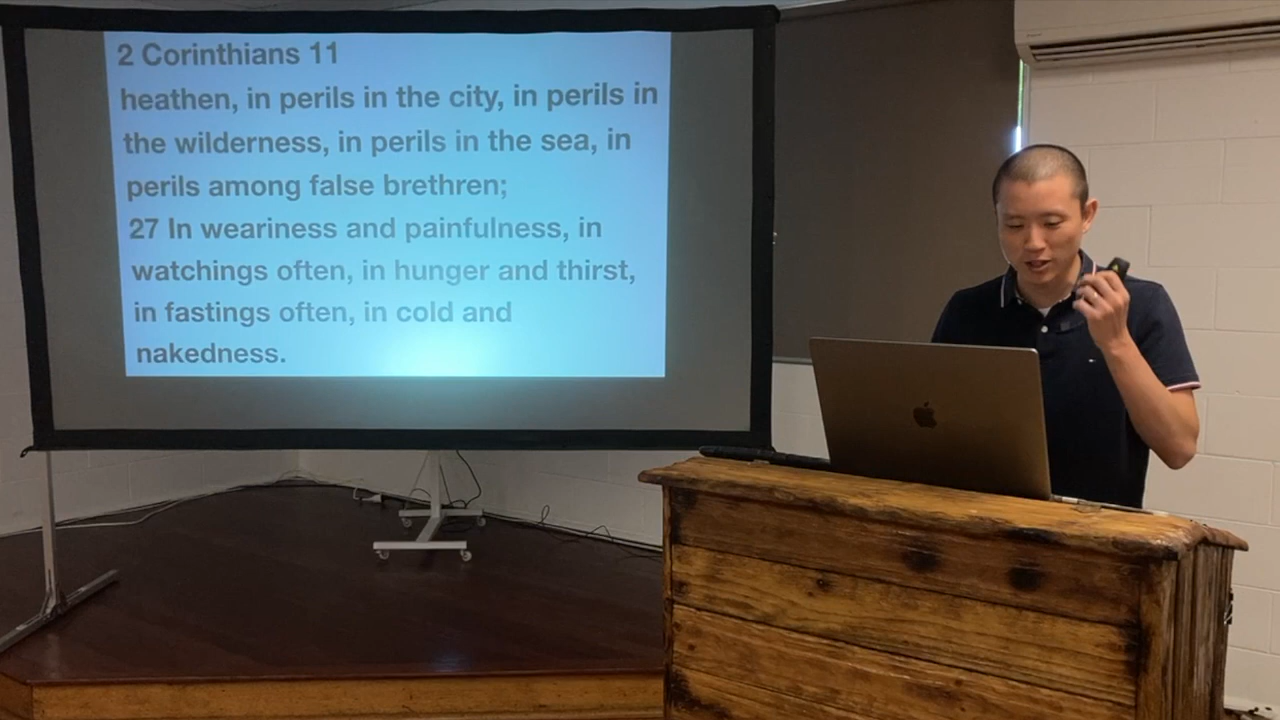 2 Corinthians 11
heathen, in perils in the city, in perils in
the wilderness, in perils in the sea, in
perils among false brethren;
27 In weariness and painfulness, in
watchings often, in hunger and thirst,
in fastings often, in cold and
nakedness.